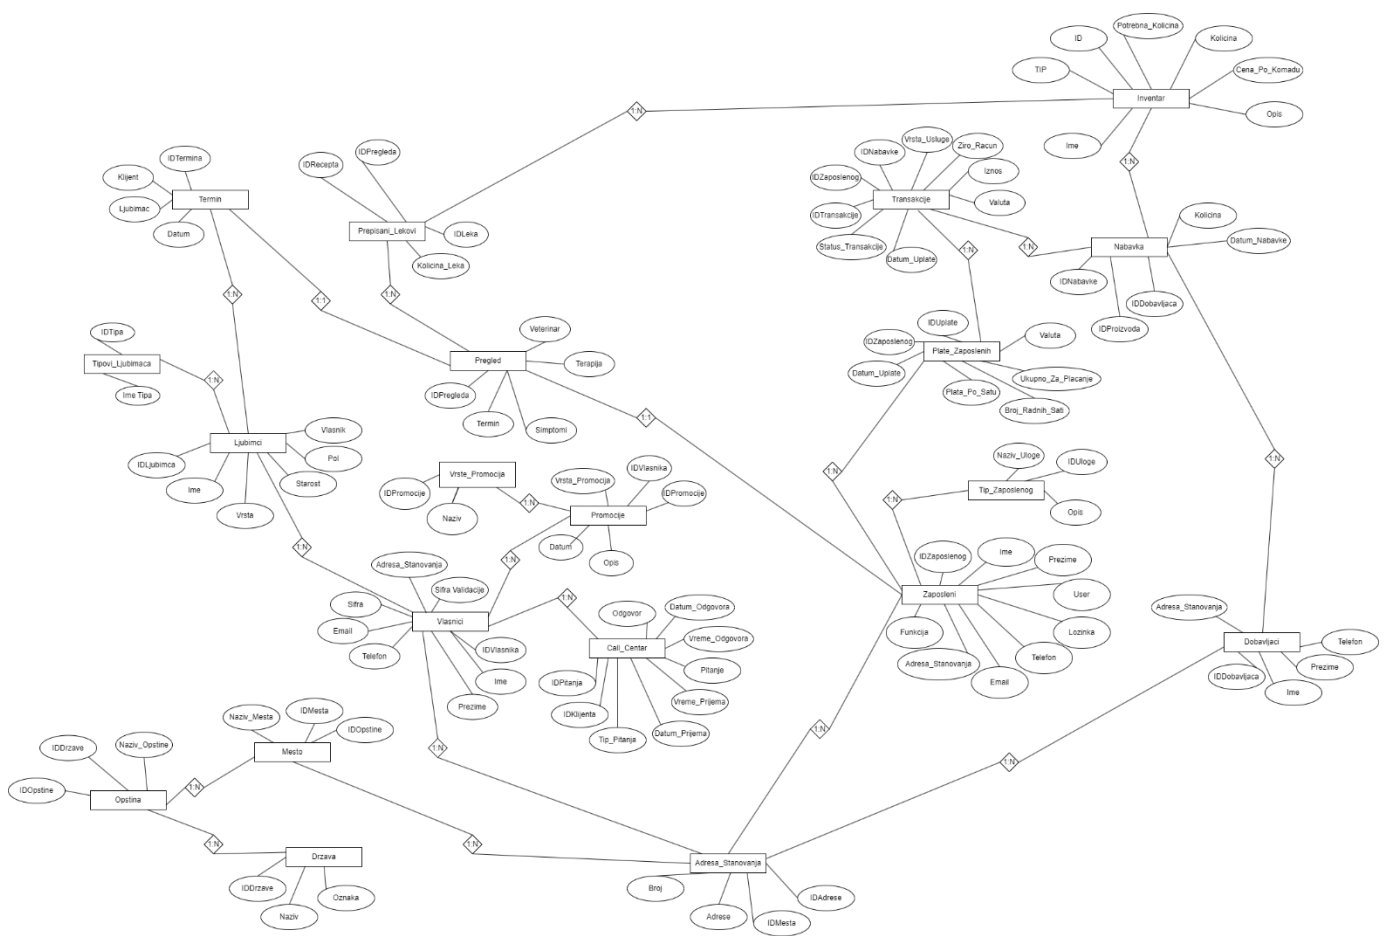 Potrebna_Kolicina
ID
Kolicina
TIP
Cena_Po_Komadu
Inventar
1:N
Opis
Ime
IDTermina
IDRecepta
IDPregleda
Klijent
Termin
Ljubimac
Datum
Prepisani_Lekovi
IDLeka
Kolicina_Leka
Vrsta_Usluge
IDNabavke
Ziro_Racun
IDZaposlenog
Iznos
Transakcije
Valuta
IDTransakcije
Status_Transakcije
Datum_Uplate
1:N
1:N
1:N
Kolicina
Datum_Nabavke
Nabavka
IDNabavke
IDDobavljaca
IDProizvoda
1:N
1:1
1:N
IDTipa
Tipovi_Ljubimaca
Ime Tipa
1:N
Veterinar
Pregled
Terapija
IDPregleda
Termin
Simptomi
1:1
IDUplate
IDZaposlenog
Valuta
Plate_Zaposlenih
Datum_Uplate
Plata_Po_Satu
Ukupno_Za_Placanje
Broj_Radnih_Sati
1:N
1:N
Vlasnik
Ljubimci
Pol
IDLjubimca
Starost
Ime
Vrsta
1:N
Vrste_Promocija
IDPromocije
Naziv
1:N
IDVlasnika
Vrsta_Promocija
IDPromocije
Promocije
Datum
Opis
1:N
Naziv_Uloge
IDUloge
Tip_Zaposlenog
Opis
1:N
Adresa_Stanovanja
Sifra Validacije
Sifra
Vlasnici
Email
Telefon
IDVlasnika
Ime
Prezime
1:N
Odgovor
Datum_Odgovora
Vreme_Odgovora
Call_Centar
Pitanje
IDPitanja
Vreme_Prijema
IDKlijenta
Tip_Pitanja
Datum_Prijema
IDZaposlenog
Ime
Prezime
User
Zaposleni
Lozinka
Funkcija
Telefon
Adresa_Stanovanja
Email
Adresa_Stanovanja
Dobavljaci
Telefon
Prezime
IDDobavljaca
Ime
1:N
1:N
1:N
Naziv_Mesta
IDMesta
IDOpstine
Mesto
IDDrzave
Naziv_Opstine
IDOpstine
Opstina
1:N
1:N
1:N
Drzava
IDDrzave
Oznaka
Naziv
Adresa_Stanovanja
Broj
IDAdrese
Adrese
IDMesta